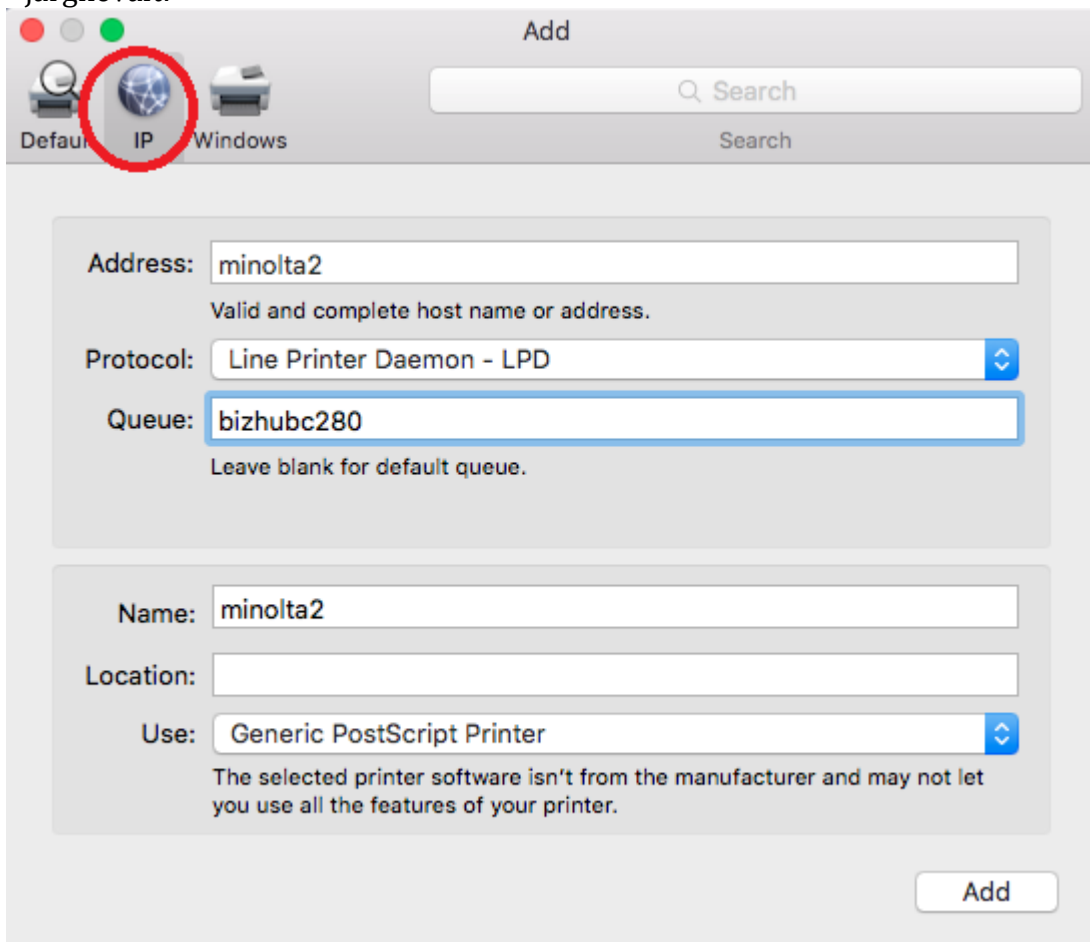 Add
Search
Default IP Windows
Search
Address: minolta2
Valid and complete host name or address.
Protocol: Line Printer Daemon - LPD
Queue: bizhubc280
Leave blank for default queue.
Name: minolta2
Location:
Use: Generic PostScript Printer
The selected printer software isn't from the manufacturer and may not let
you use all the features of your printer.
Add